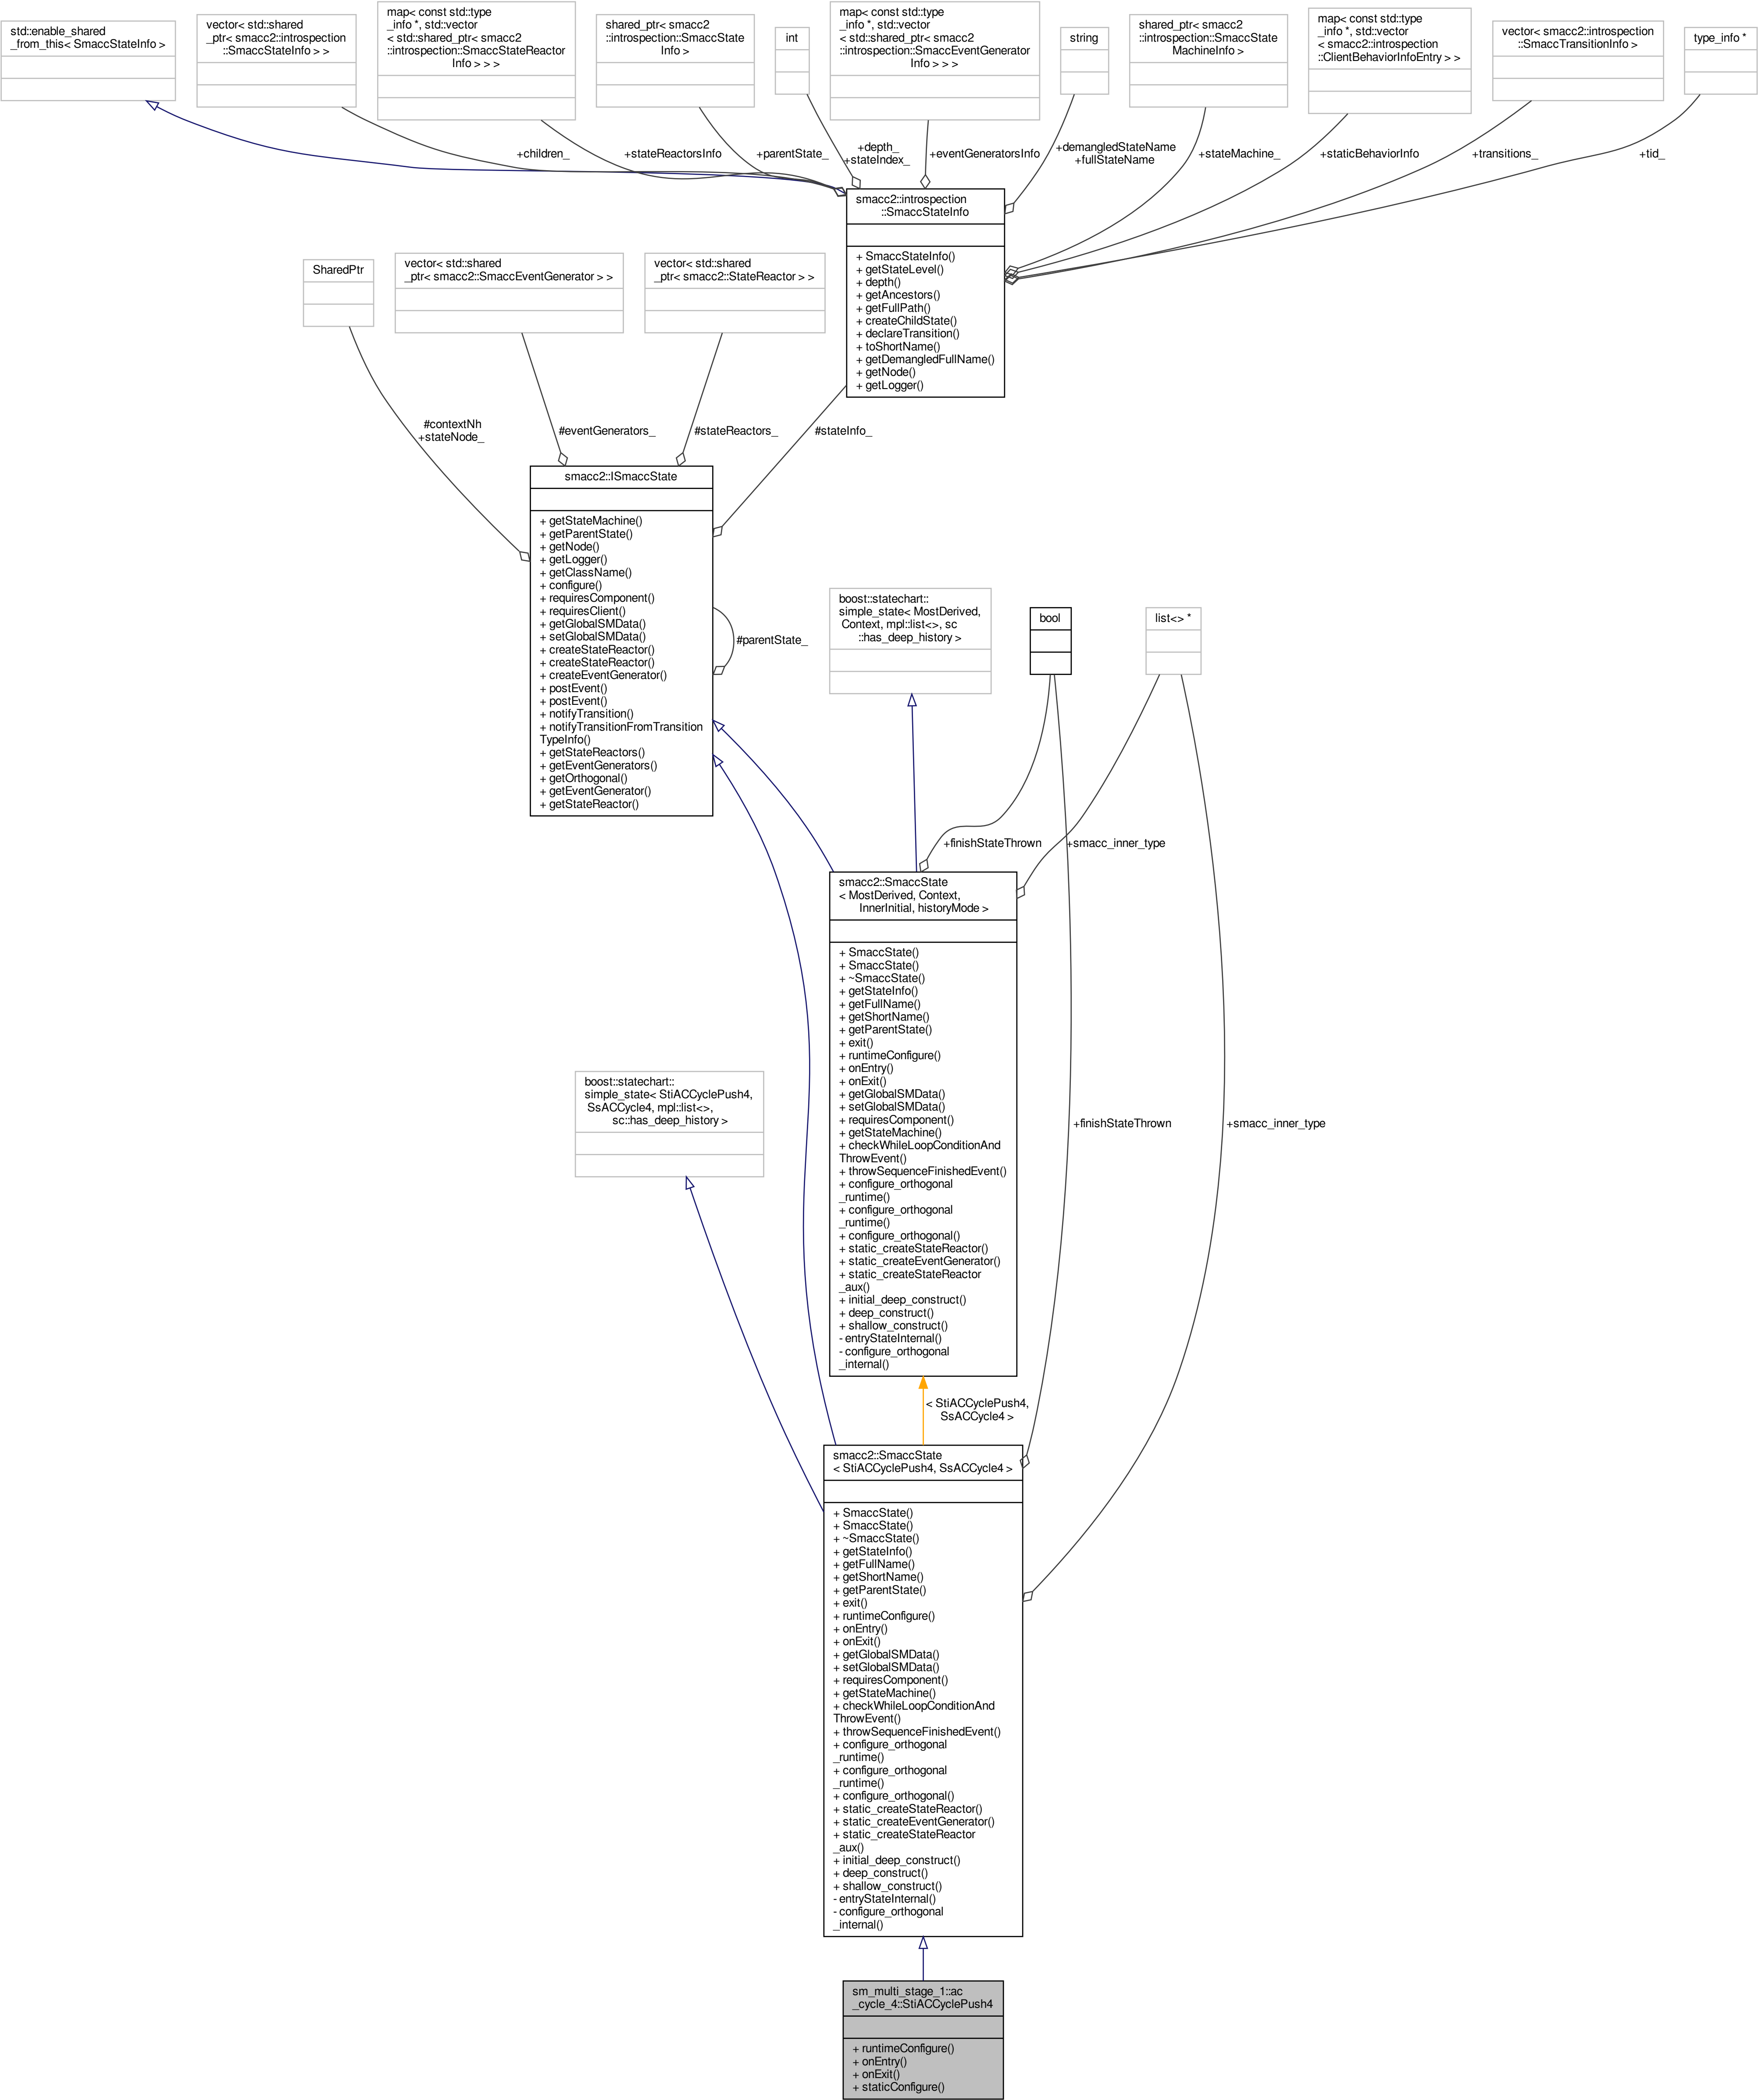 std::enable_shared
_from_this< SmaccStateInfo >
vector< std::shared
_ptr< smacc2::introspection
::SmaccStateInfo > >
map< const std::type
_info *, std::vector
< std::shared_ptr< smacc2
::introspection::SmaccStateReactor
Info > > >
shared_ptr< smacc2
::introspection::SmaccState
Info >
int
map< const std::type
_info *, std::vector
< std::shared_ptr< smacc2
::introspection::SmaccEventGenerator
Info > > >
string
shared_ptr< smacc2
::introspection::SmaccState
MachineInfo >
map< const std::type
_info *, std::vector
< smacc2::introspection
::ClientBehaviorInfoEntry > >
vector< smacc2::introspection
::SmaccTransitionInfo >
type_info *
+children_
+stateReactorsInfo
+parentState_
+depth_
+stateIndex_
+eventGeneratorsInfo
+demangledStateName
+fullStateName
+stateMachine_
+staticBehaviorInfo
+transitions_
+tid_
smacc2::introspection
::SmaccStateInfo
+ SmaccStateInfo()
+ getStateLevel()
+ depth()
+ getAncestors()
+ getFullPath()
+ createChildState()
+ declareTransition()
+ toShortName()
+ getDemangledFullName()
+ getNode()
+ getLogger()
SharedPtr
vector< std::shared
_ptr< smacc2::SmaccEventGenerator > >
vector< std::shared
_ptr< smacc2::StateReactor > >
#contextNh
+stateNode_
#eventGenerators_
#stateReactors_
#stateInfo_
smacc2::ISmaccState
+ getStateMachine()
+ getParentState()
+ getNode()
+ getLogger()
+ getClassName()
+ configure()
+ requiresComponent()
+ requiresClient()
+ getGlobalSMData()
+ setGlobalSMData()
+ createStateReactor()
+ createStateReactor()
+ createEventGenerator()
+ postEvent()
+ postEvent()
+ notifyTransition()
+ notifyTransitionFromTransition
TypeInfo()
+ getStateReactors()
+ getEventGenerators()
+ getOrthogonal()
+ getEventGenerator()
+ getStateReactor()
#parentState_
boost::statechart::
simple_state< MostDerived,
Context, mpl::list<>, sc
::has_deep_history >
bool
list<> *
+finishStateThrown
+smacc_inner_type
smacc2::SmaccState
< MostDerived, Context,
InnerInitial, historyMode >
+ SmaccState()
+ SmaccState()
+ ~SmaccState()
+ getStateInfo()
+ getFullName()
+ getShortName()
+ getParentState()
+ exit()
+ runtimeConfigure()
+ onEntry()
+ onExit()
+ getGlobalSMData()
+ setGlobalSMData()
+ requiresComponent()
+ getStateMachine()
+ checkWhileLoopConditionAnd
ThrowEvent()
+ throwSequenceFinishedEvent()
+ configure_orthogonal
_runtime()
+ configure_orthogonal
_runtime()
+ configure_orthogonal()
+ static_createStateReactor()
+ static_createEventGenerator()
+ static_createStateReactor
_aux()
+ initial_deep_construct()
+ deep_construct()
+ shallow_construct()
- entryStateInternal()
- configure_orthogonal
_internal()
boost::statechart::
simple_state< StiACCyclePush4,
SsACCycle4, mpl::list<>,
sc::has_deep_history >
+finishStateThrown
+smacc_inner_type
< StiACCyclePush4,
SsACCycle4 >
smacc2::SmaccState
< StiACCyclePush4, SsACCycle4 >
+ SmaccState()
+ SmaccState()
+ ~SmaccState()
+ getStateInfo()
+ getFullName()
+ getShortName()
+ getParentState()
+ exit()
+ runtimeConfigure()
+ onEntry()
+ onExit()
+ getGlobalSMData()
+ setGlobalSMData()
+ requiresComponent()
+ getStateMachine()
+ checkWhileLoopConditionAnd
ThrowEvent()
+ throwSequenceFinishedEvent()
+ configure_orthogonal
_runtime()
+ configure_orthogonal
_runtime()
+ configure_orthogonal()
+ static_createStateReactor()
+ static_createEventGenerator()
+ static_createStateReactor
_aux()
+ initial_deep_construct()
+ deep_construct()
+ shallow_construct()
- entryStateInternal()
- configure_orthogonal
_internal()
sm_multi_stage_1::ac
_cycle_4::StiACCyclePush4
+ runtimeConfigure()
+ onEntry()
+ onExit()
+ staticConfigure()